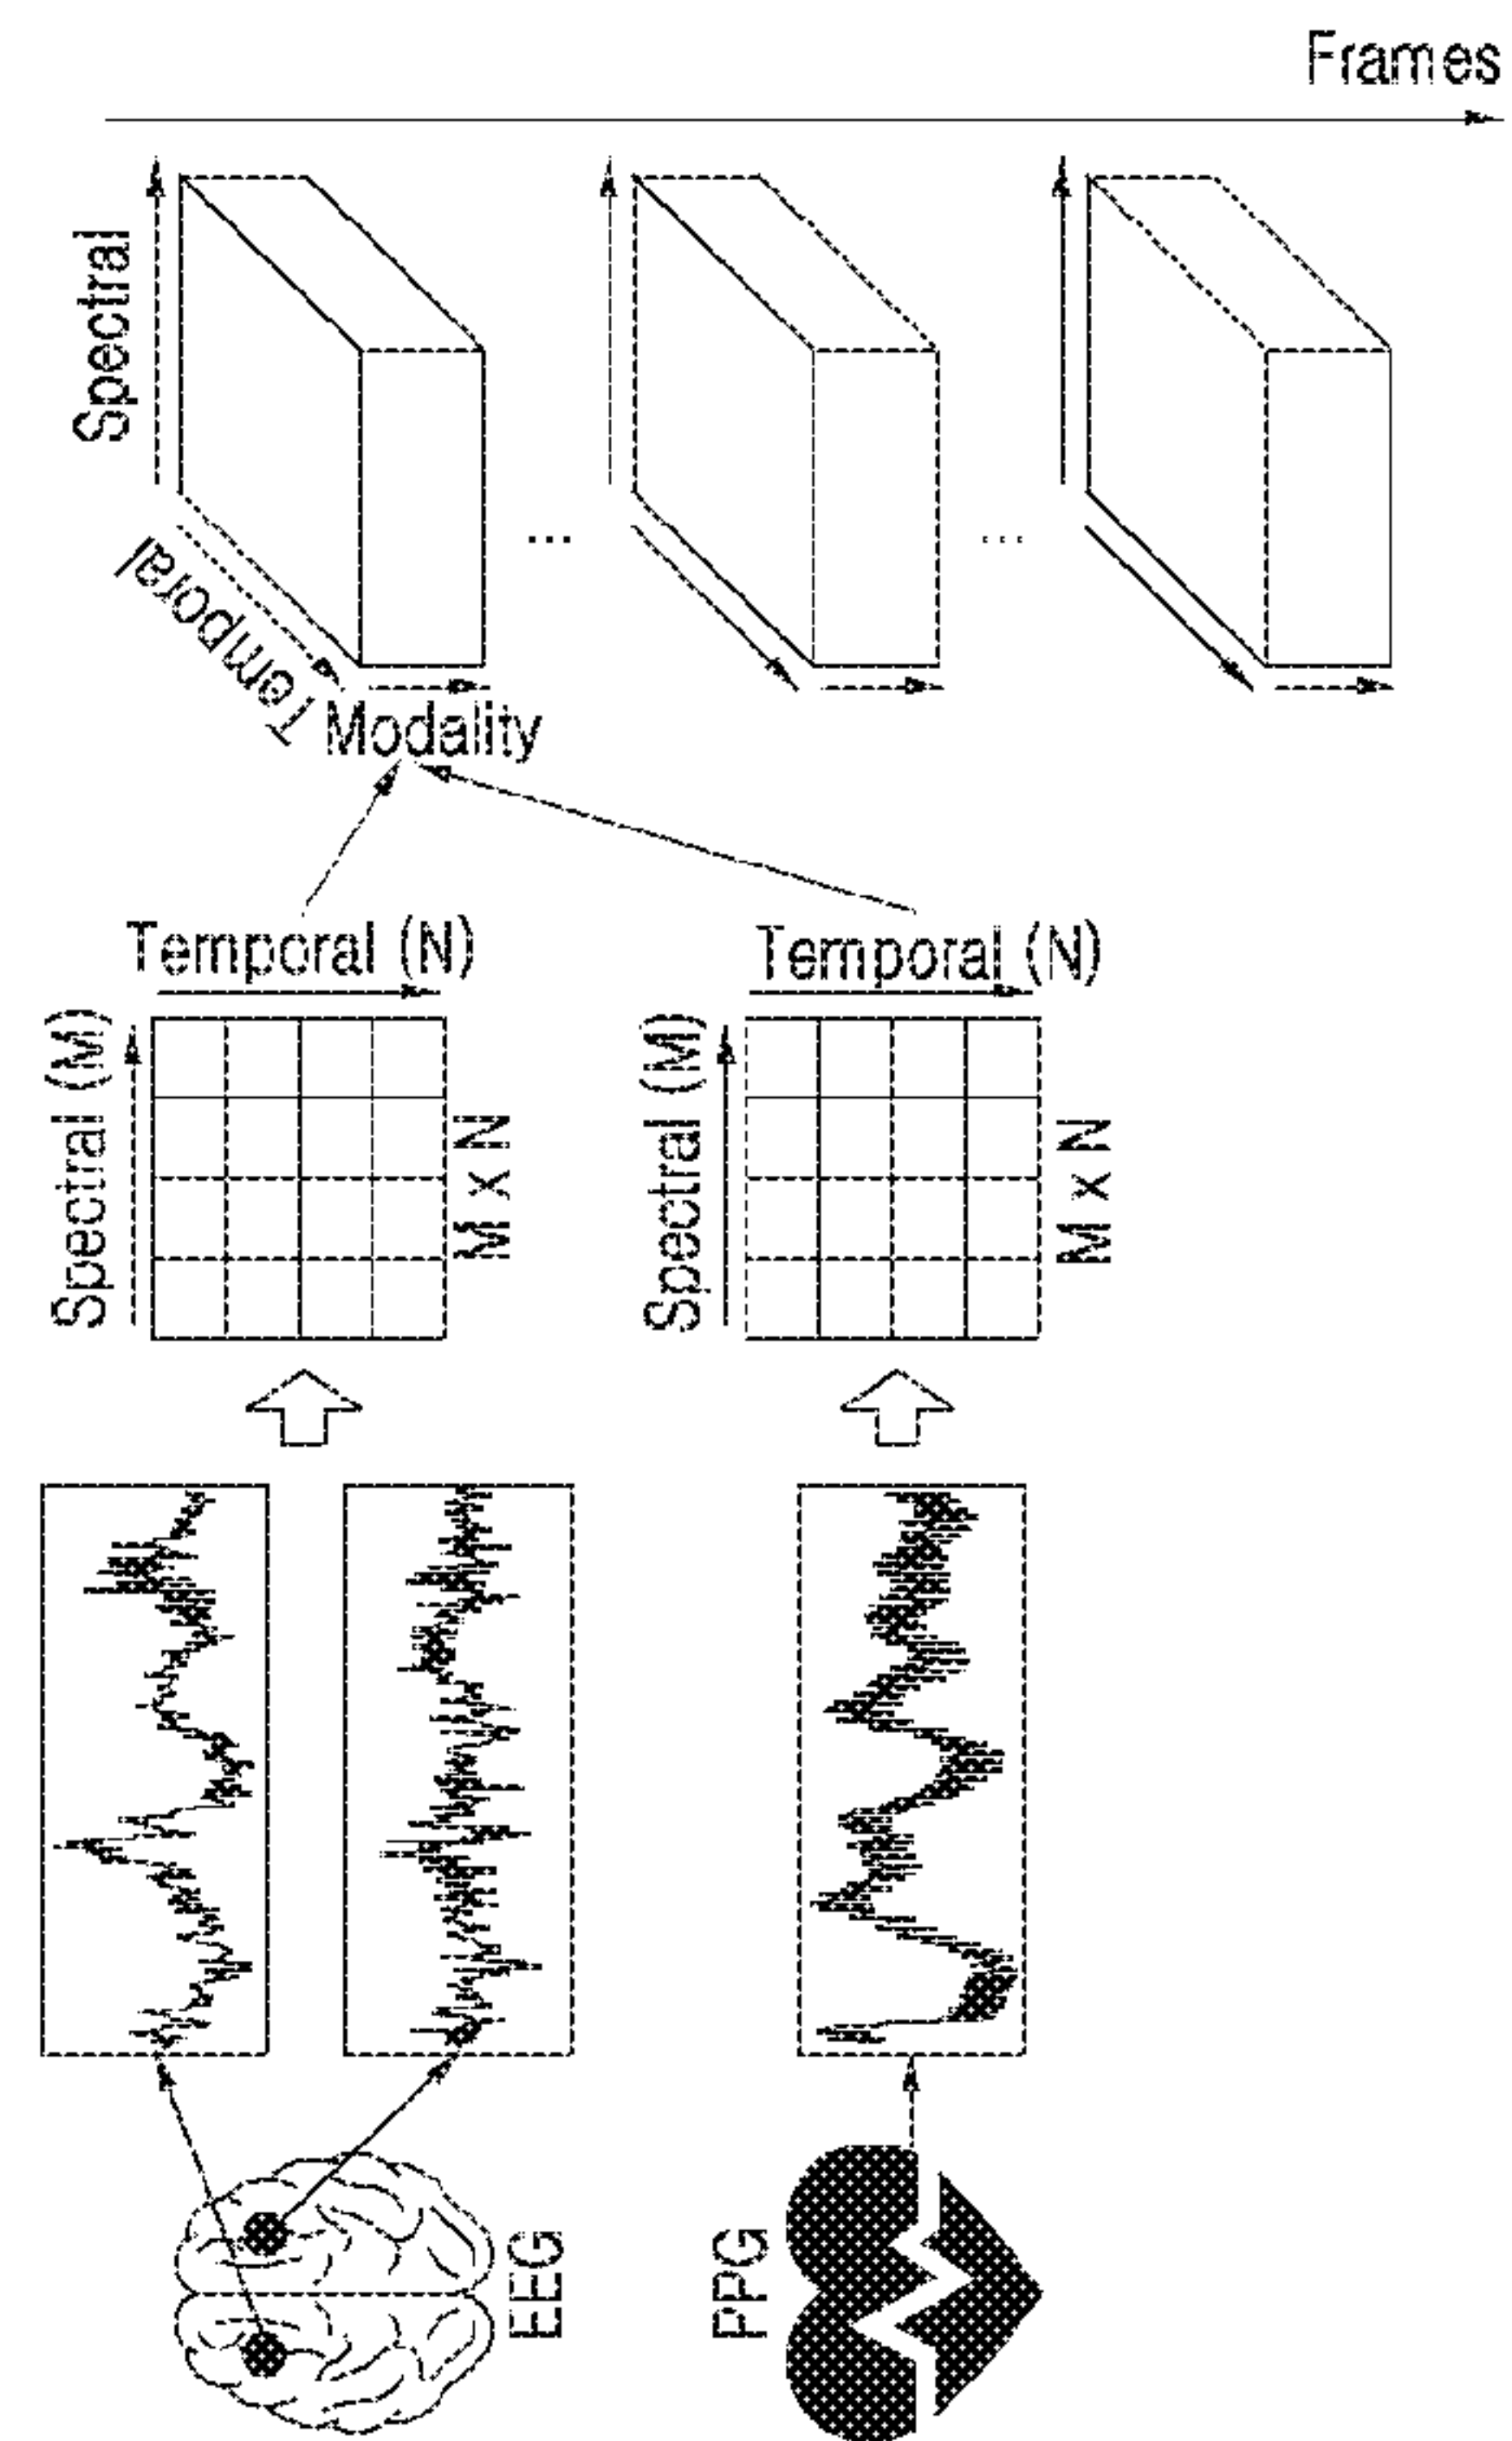 Frames
Spectral
Temporal
Modality
...
...
Temporal (N)
Spectral (M)
M x N
Temporal (N)
Spectral (M)
M x N
EEG
PPG